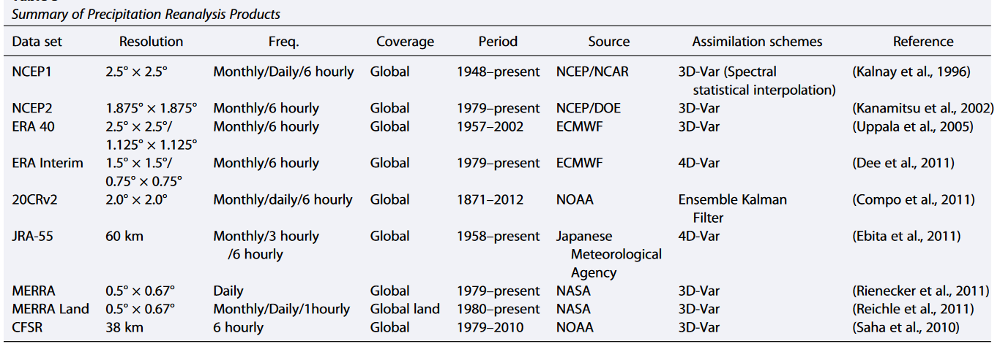 Summary of Precipitation Reanalysis Products
Data set Resolution Freq. Coverage Period Source Assimilation schemes Reference
NCEP1 2.5° × 2.5° Monthly/Daily/6 hourly Global 1948–present NCEP/NCAR 3D-Var (Spectral (Kalnay et al., 1996)
statistical interpolation)
NCEP2 1.875° × 1.875° Monthly/6 hourly Global 1979–present NCEP/DOE 3D-Var (Kanamitsu et al., 2002)
ERA 40 2.5° × 2.5°/ Monthly/6 hourly Global 1957–2002 ECMWF 3D-Var (Uppala et al., 2005)
1.125° × 1.125°
ERA Interim 1.5° × 1.5°/ Monthly/6 hourly Global 1979–present ECMWF 4D-Var (Dee et al., 2011)
0.75° × 0.75°
20CRv2 2.0° × 2.0° Monthly/daily/6 hourly Global 1871–2012 NOAA Ensemble Kalman (Compo et al., 2011)
Filter
JRA-55 60 km Monthly/3 hourly Global 1958–present Japanese 4D-Var (Ebita et al., 2011)
/6 hourly Meteorological
Agency
MERRA 0.5° × 0.67° Daily Global 1979–present NASA 3D-Var (Rienecker et al., 2011)
MERRA Land 0.5° × 0.67° Monthly/Daily/1hourly Global land 1980–present NASA 3D-Var (Reichle et al., 2011)
CFSR 38 km 6 hourly Global 1979–2010 NOAA 3D-Var (Saha et al., 2010)